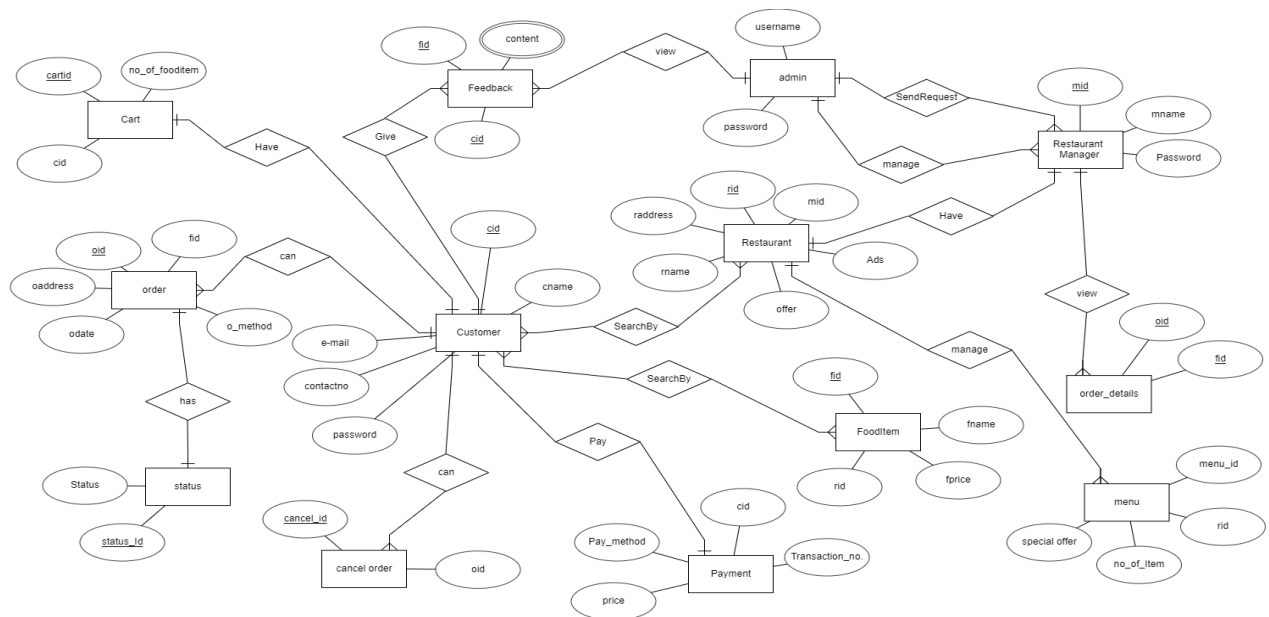 username
content
fid
view
no_of_fooditem
cartid
admin
mid
Feedback
SendRequest
mname
Cart
password
cid
Give
Restaurant
Manager
Have
Password
cid
manage
rid
mid
raddress
Have
cid
fid
oid
Restaurant
can
Ads
cname
rname
oaddress
order
view
offer
o_method
oid
odate
Customer
SearchBy
e-mail
manage
fid
SearchBy
fid
contactno
order_details
has
fname
password
FoodItem
Pay
menu_id
can
Status
status
rid
fprice
menu
cid
cancel_id
rid
special offer
status_Id
Pay_method
Transaction_no.
no_of_Item
cancel order
oid
Payment
price